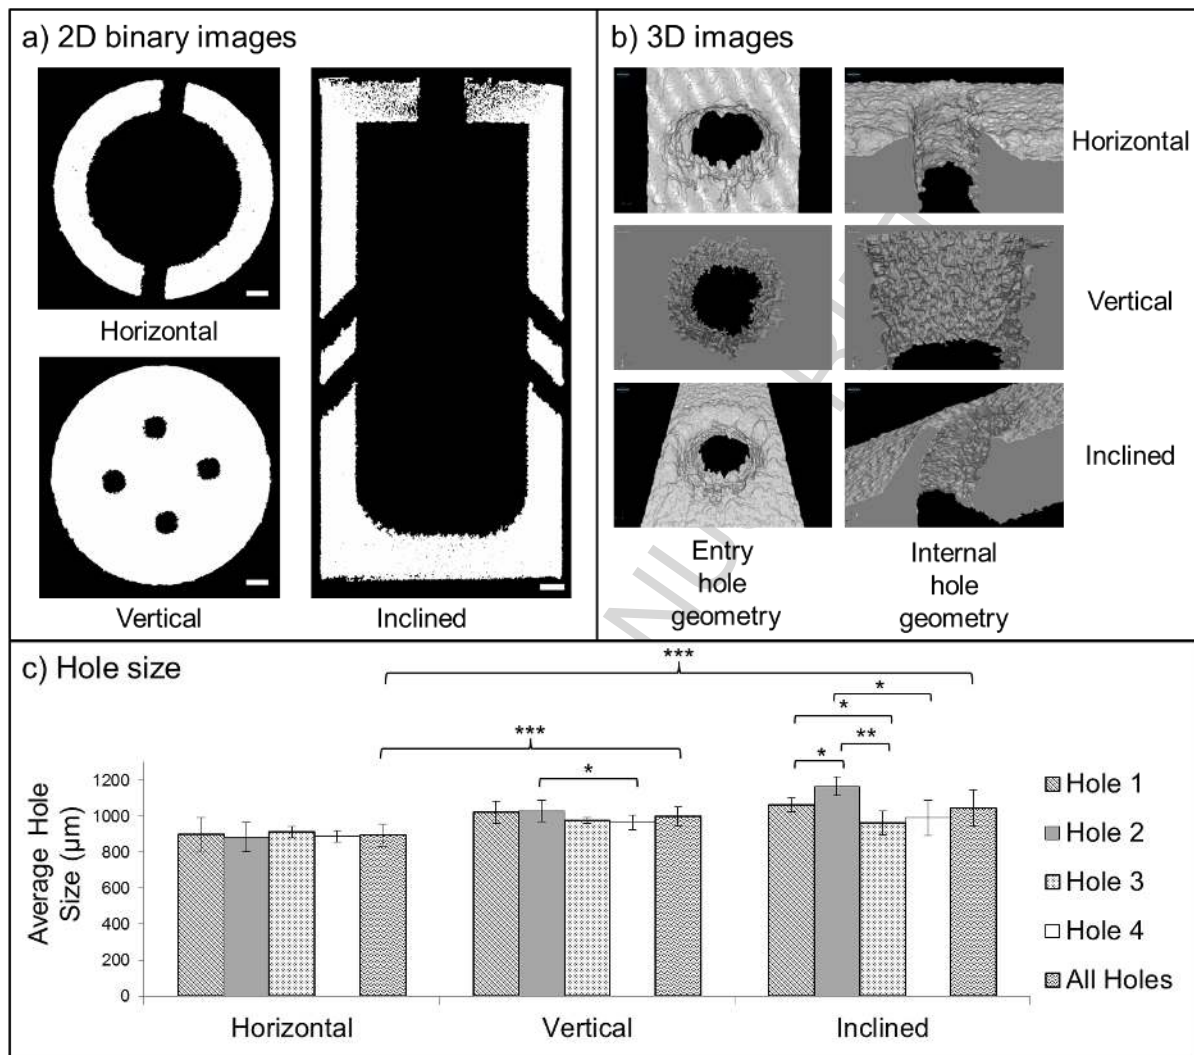 a) 2D binary images
Horizontal
Vertical
Inclined
b) 3D images
Horizontal
Vertical
Inclined
Entry
hole
geometry
Internal
hole
geometry
c) Hole size
***
***
*
*
*
*
**
Average Hole
Size (μm)
1200
1000
800
600
400
200
0
Horizontal
Vertical
Inclined
Hole 1
Hole 2
Hole 3
Hole 4
All Holes